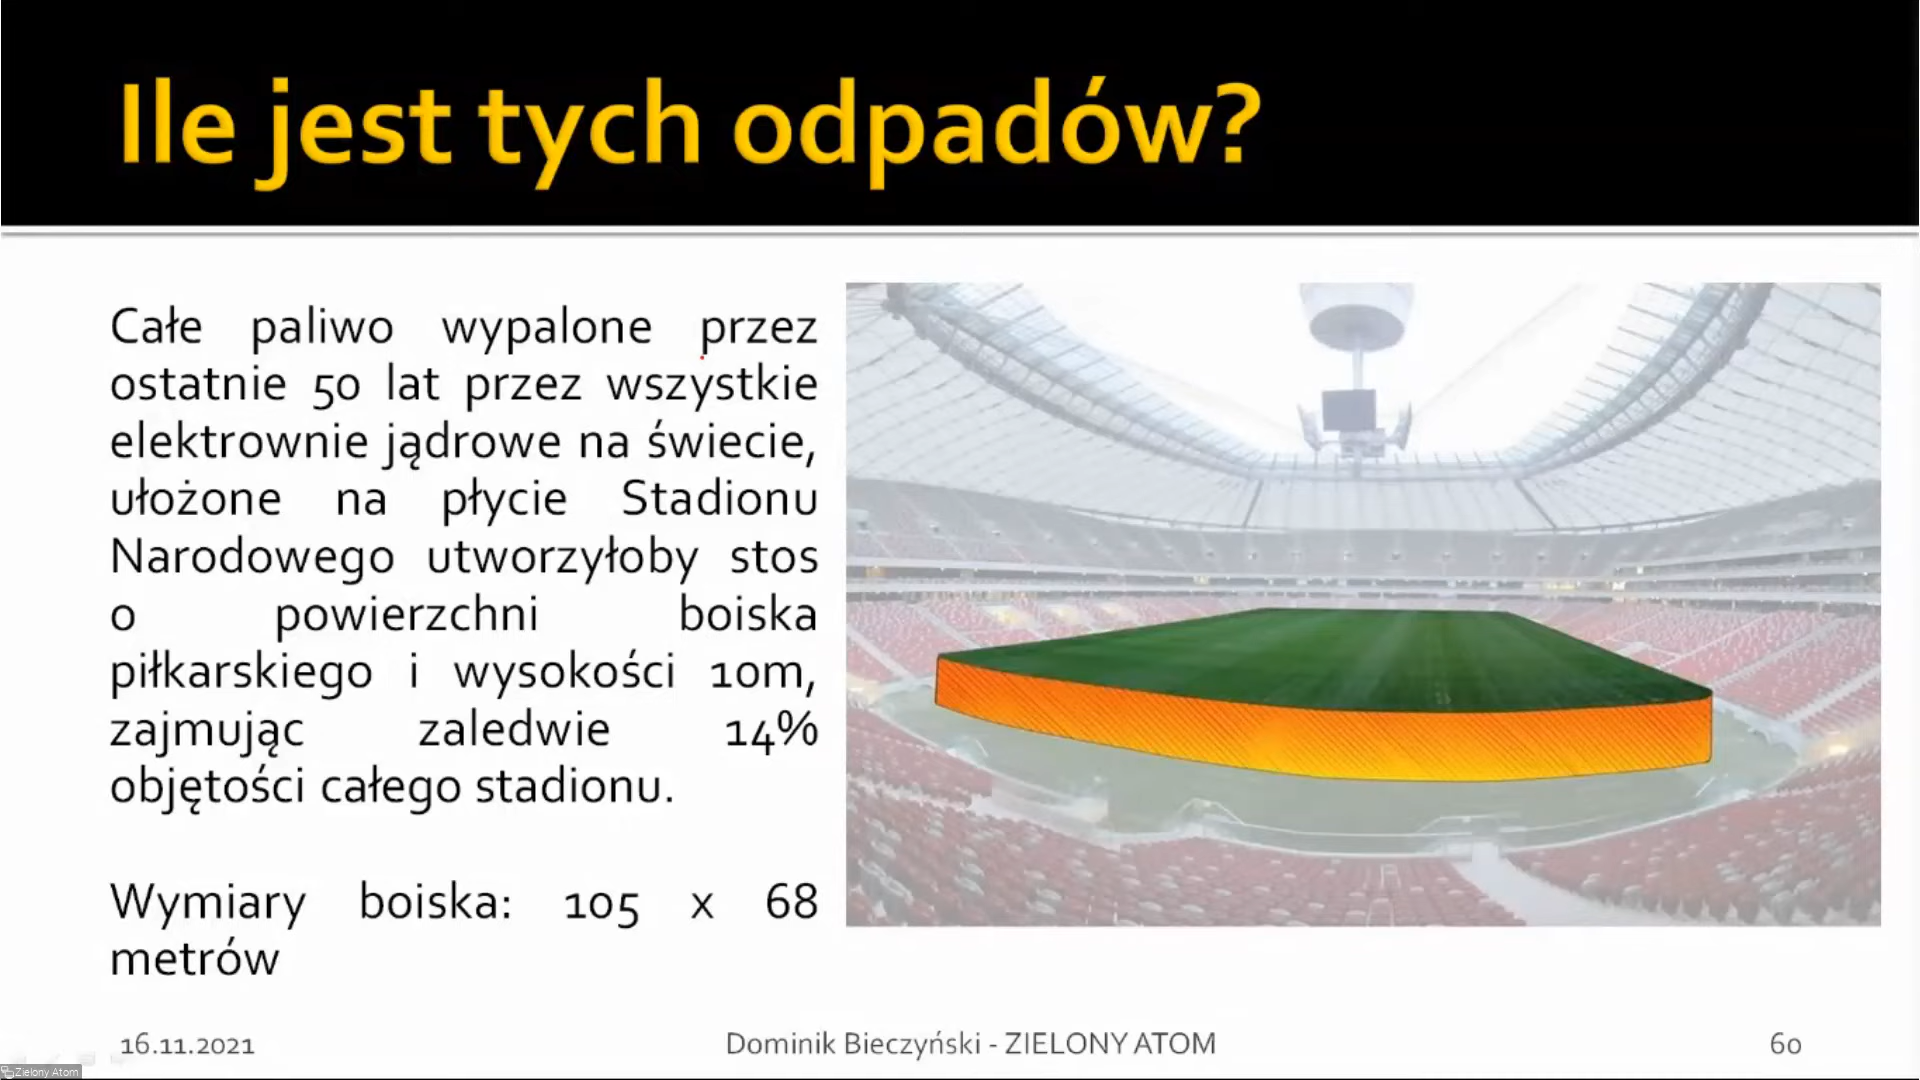 Ile jest tych odpadów?
Całe paliwo wypalone przez
ostatnie 50 lat przez wszystkie
elektrownie jądrowe na świecie,
ułożone na płycie Stadionu
Narodowego utworzyłoby stos
o powierzchni boiska
piłkarskiego i wysokości 10m,
zajmując zaledwie 14%
objętości całego stadionu.
Wymiary boiska: 105 x 68
metrów
16.11.2021
Dominik Bieczyński - ZIELONY ATOM
60
Zielony Atom